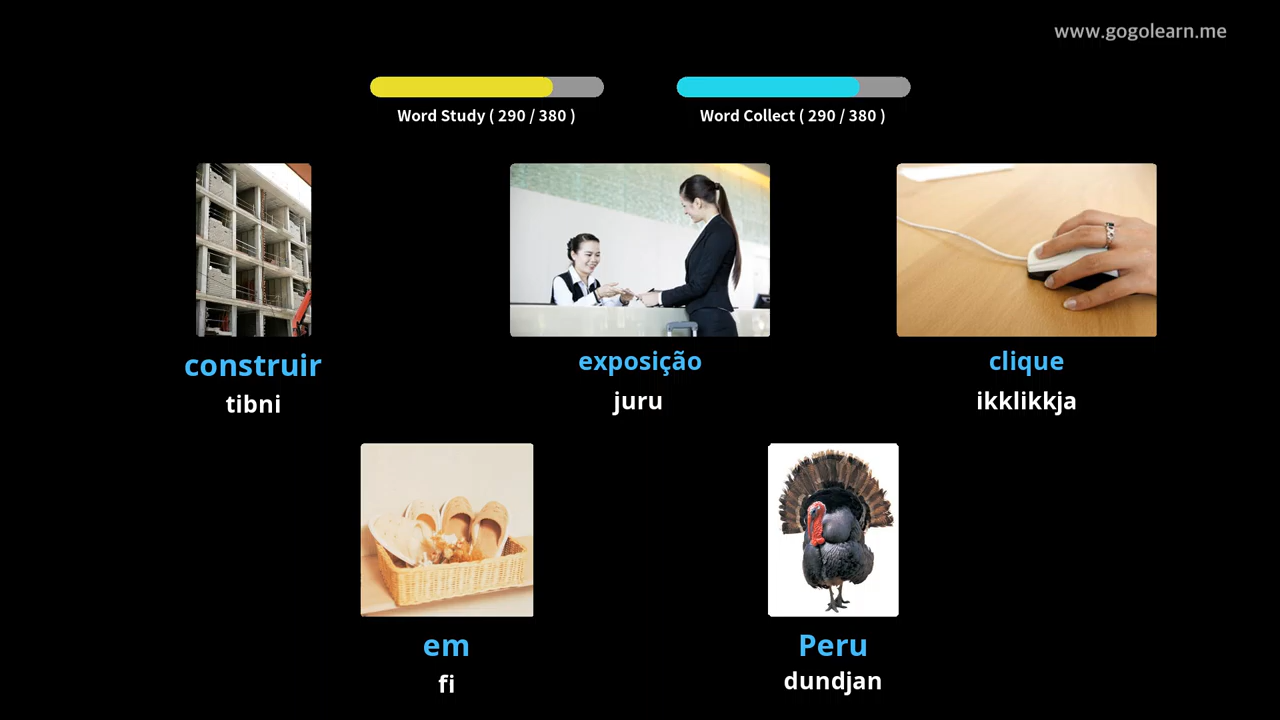 www.gogolearn.me
Word Study ( 290 / 380 )
Word Collect ( 290 / 380 )
construir
tibni
exposição
juru
clique
ikklikkja
em
fi
Peru
dundjan